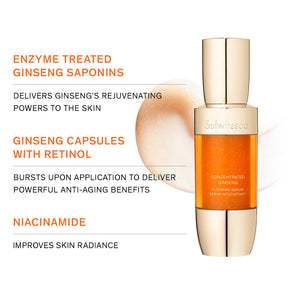 ENZYME TREATED
GINSENG SAPONINS
DELIVERS GINSENG'S REJUVENATING
POWERS TO THE SKIN
GINSENG CAPSULES
WITH RETINOL
BURSTS UPON APPLICATION TO DELIVER
POWERFUL ANTI-AGING BENEFITS
NIACINAMIDE
IMPROVES SKIN RADIANCE
Sulwhasoo
CONCENTRATED
GINSENG